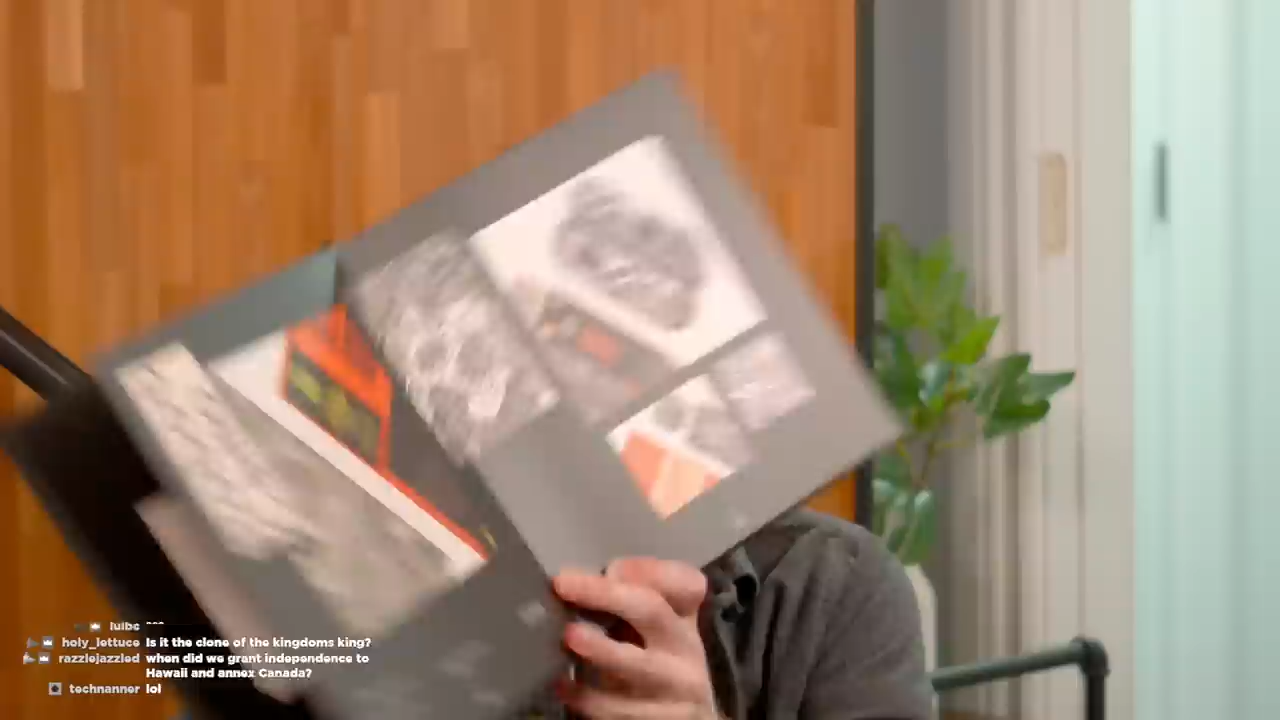 lulbc
holy_lettuce Is it the clone of the kingdoms king?
razzlejazzled when did we grant independence to
Hawaii and annex Canada?
technanner lol